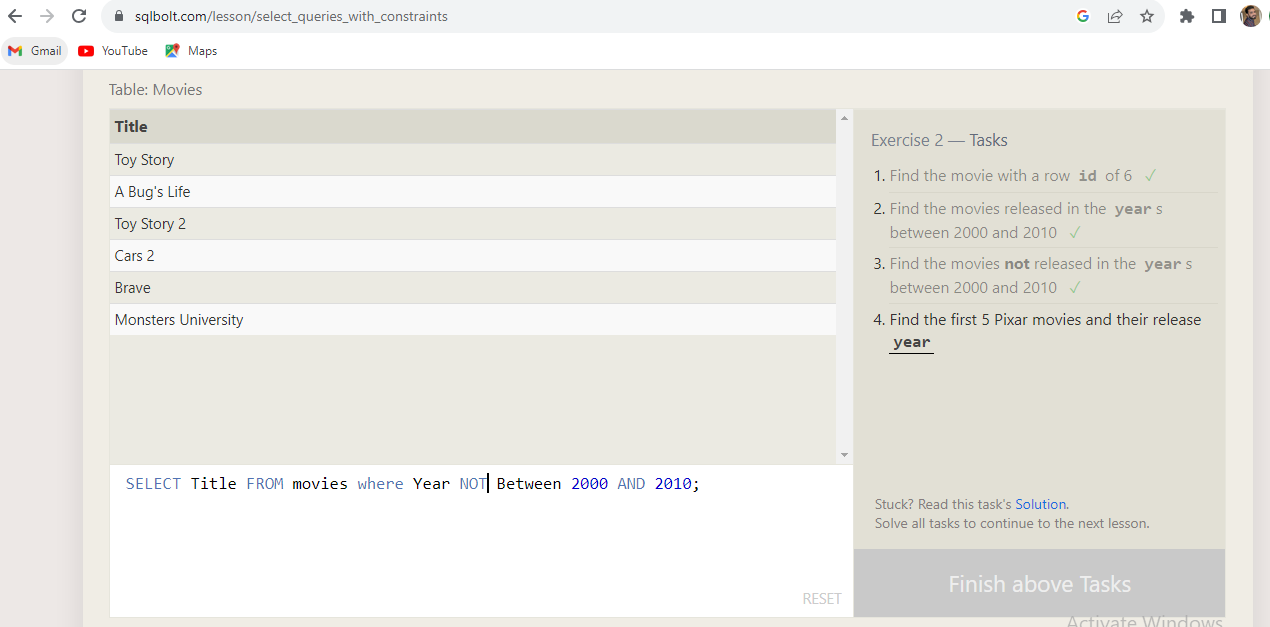 sqlbolt.com/lesson/select_queries_with_constraints
Gmail YouTube Maps
Table: Movies
Title
Toy Story
A Bug's Life
Toy Story 2
Cars 2
Brave
Monsters University
SELECT Title FROM movies where Year NOT Between 2000 AND 2010;
RESET
Exercise 2 — Tasks
1. Find the movie with a row id of 6 ✓
2. Find the movies released in the year s
between 2000 and 2010 ✓
3. Find the movies not released in the year s
between 2000 and 2010 ✓
4. Find the first 5 Pixar movies and their release
year
Stuck? Read this task's Solution.
Solve all tasks to continue to the next lesson.
Finish above Tasks
Activate Windows